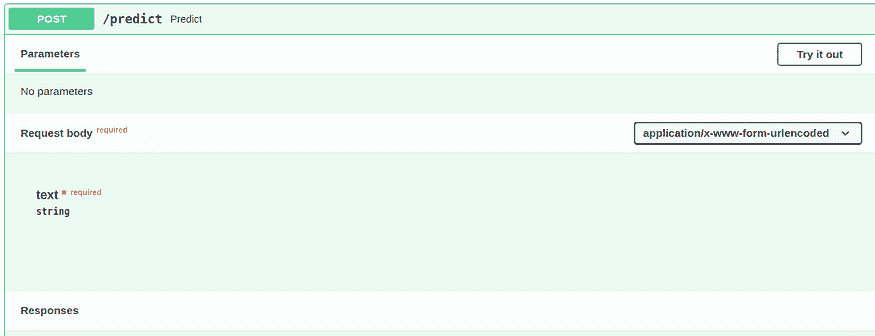 POST /predict Predict
Parameters Try it out
No parameters
Request body required application/x-www-form-urlencoded
text * required
string
Responses